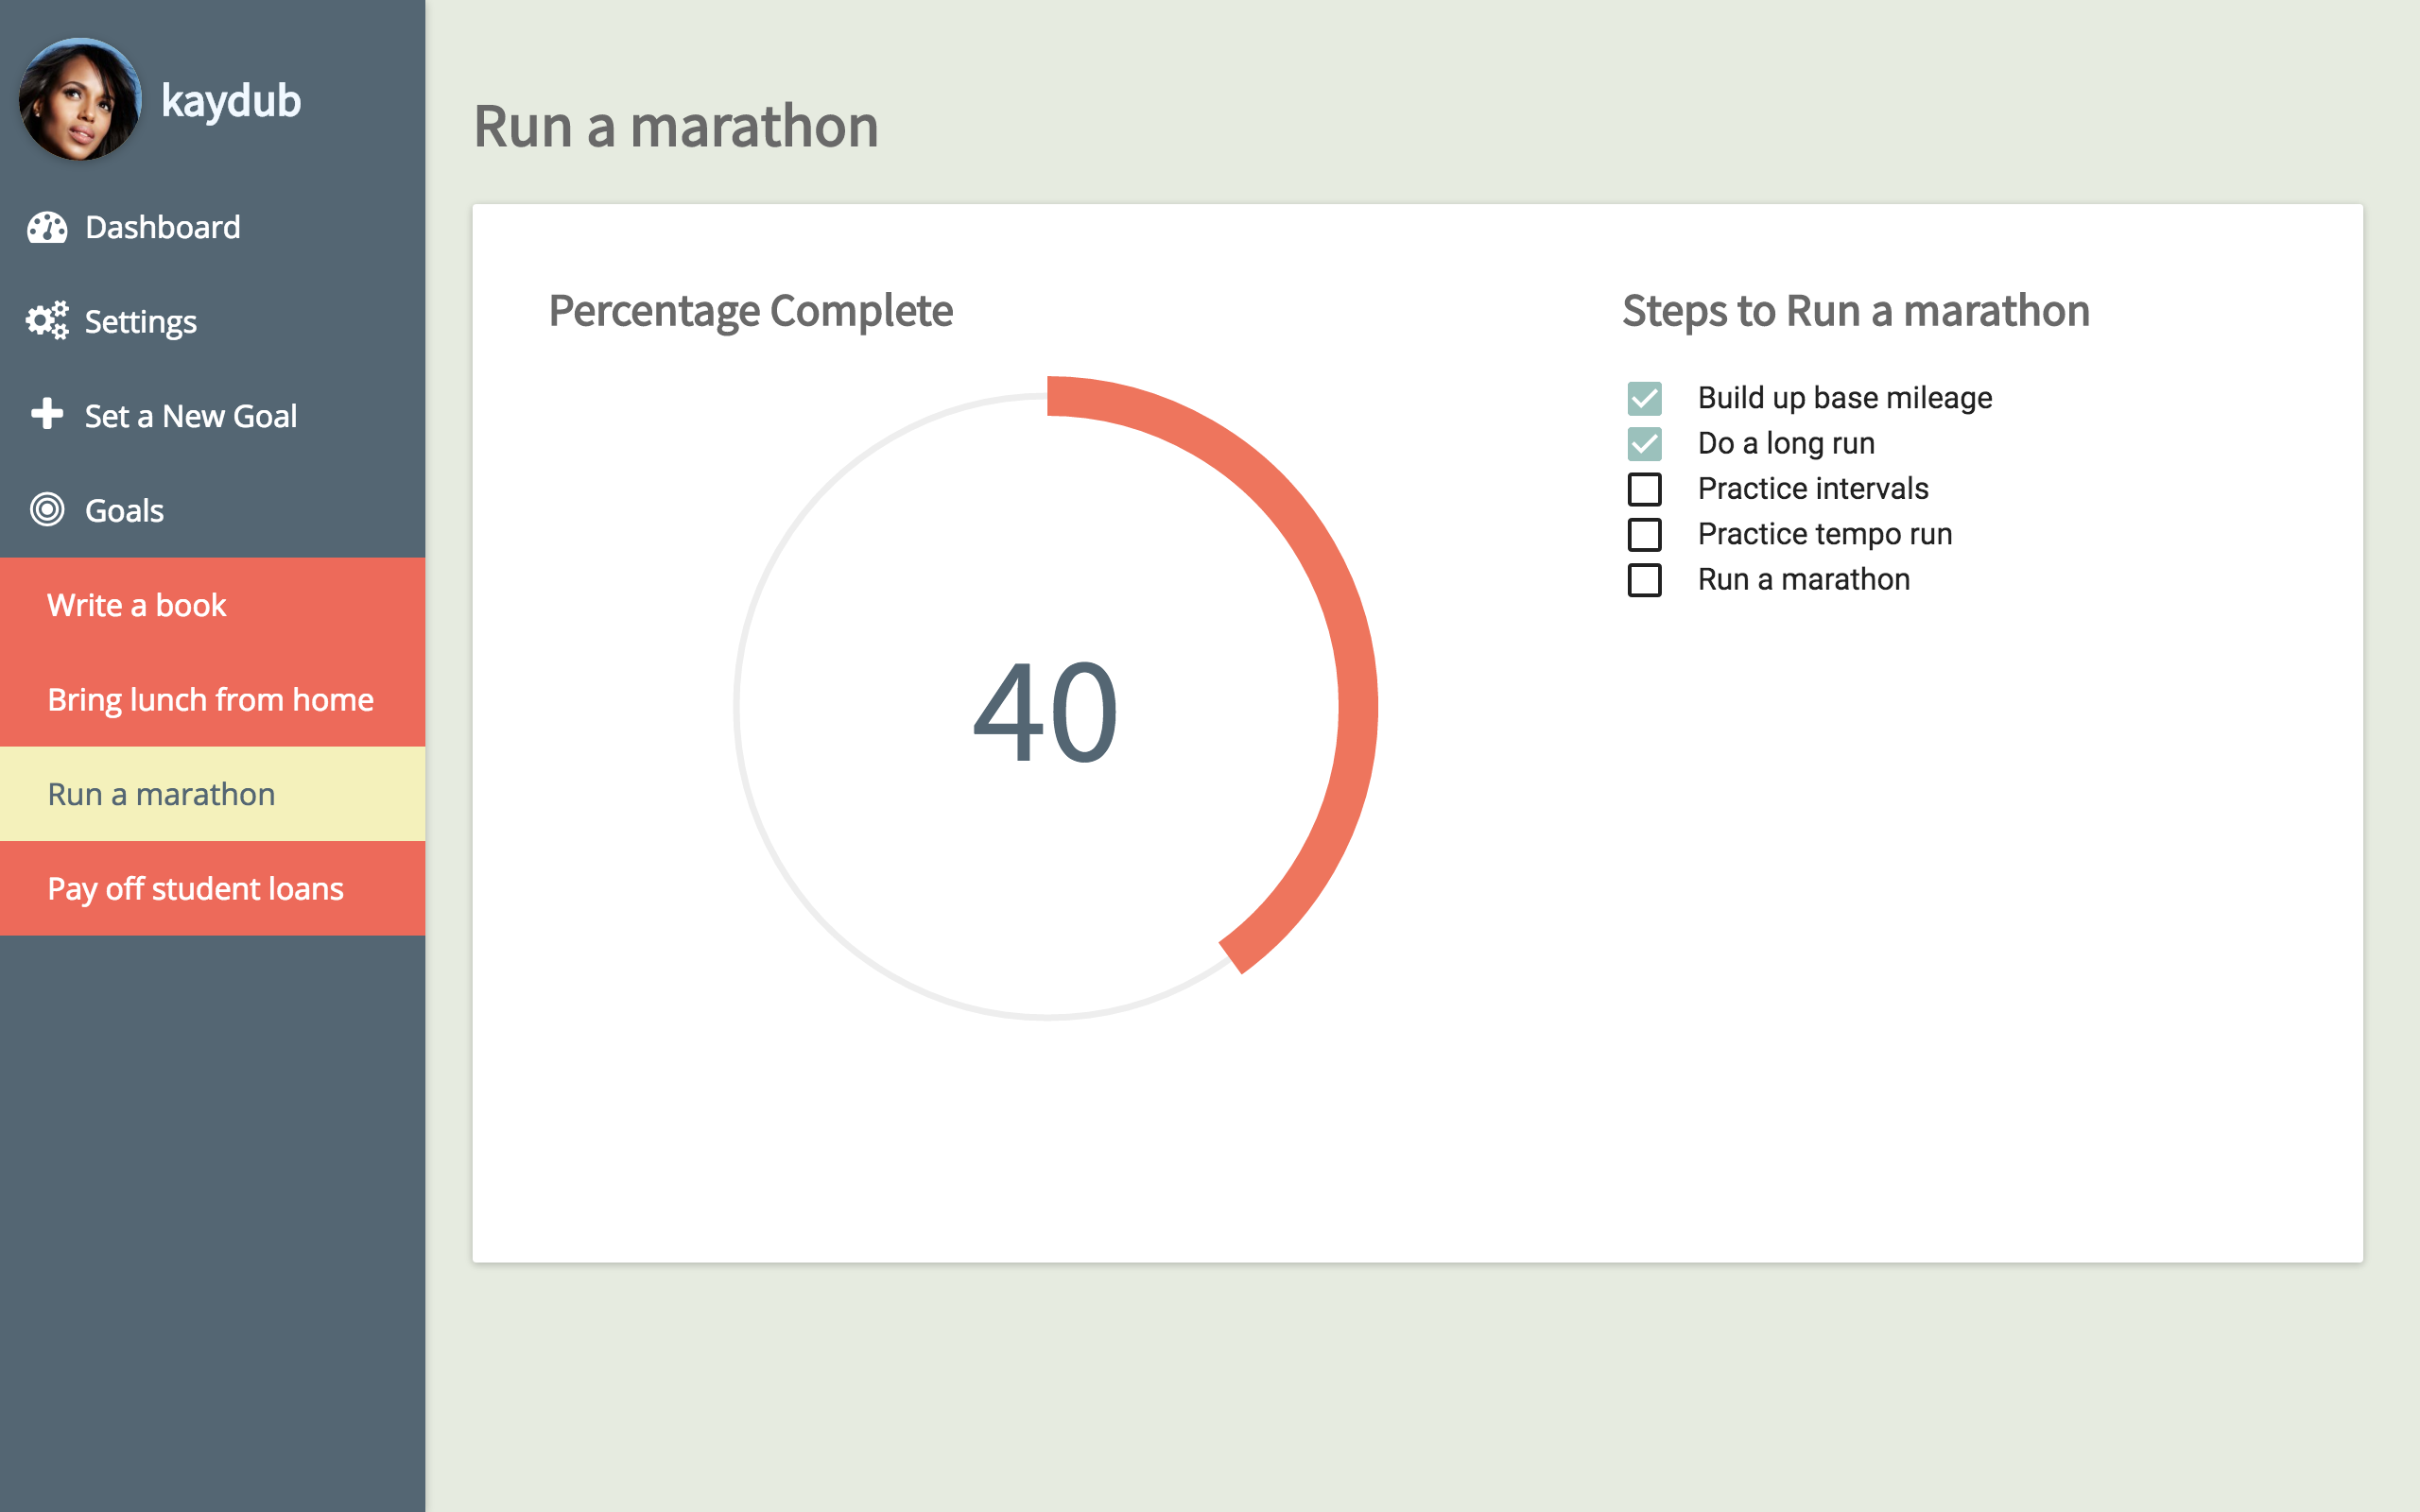 kaydub
Dashboard
Settings
Set a New Goal
Goals
Write a book
Bring lunch from home
Run a marathon
Pay off student loans
Run a marathon
Percentage Complete
40
Steps to Run a marathon
Build up base mileage
Do a long run
Practice intervals
Practice tempo run
Run a marathon